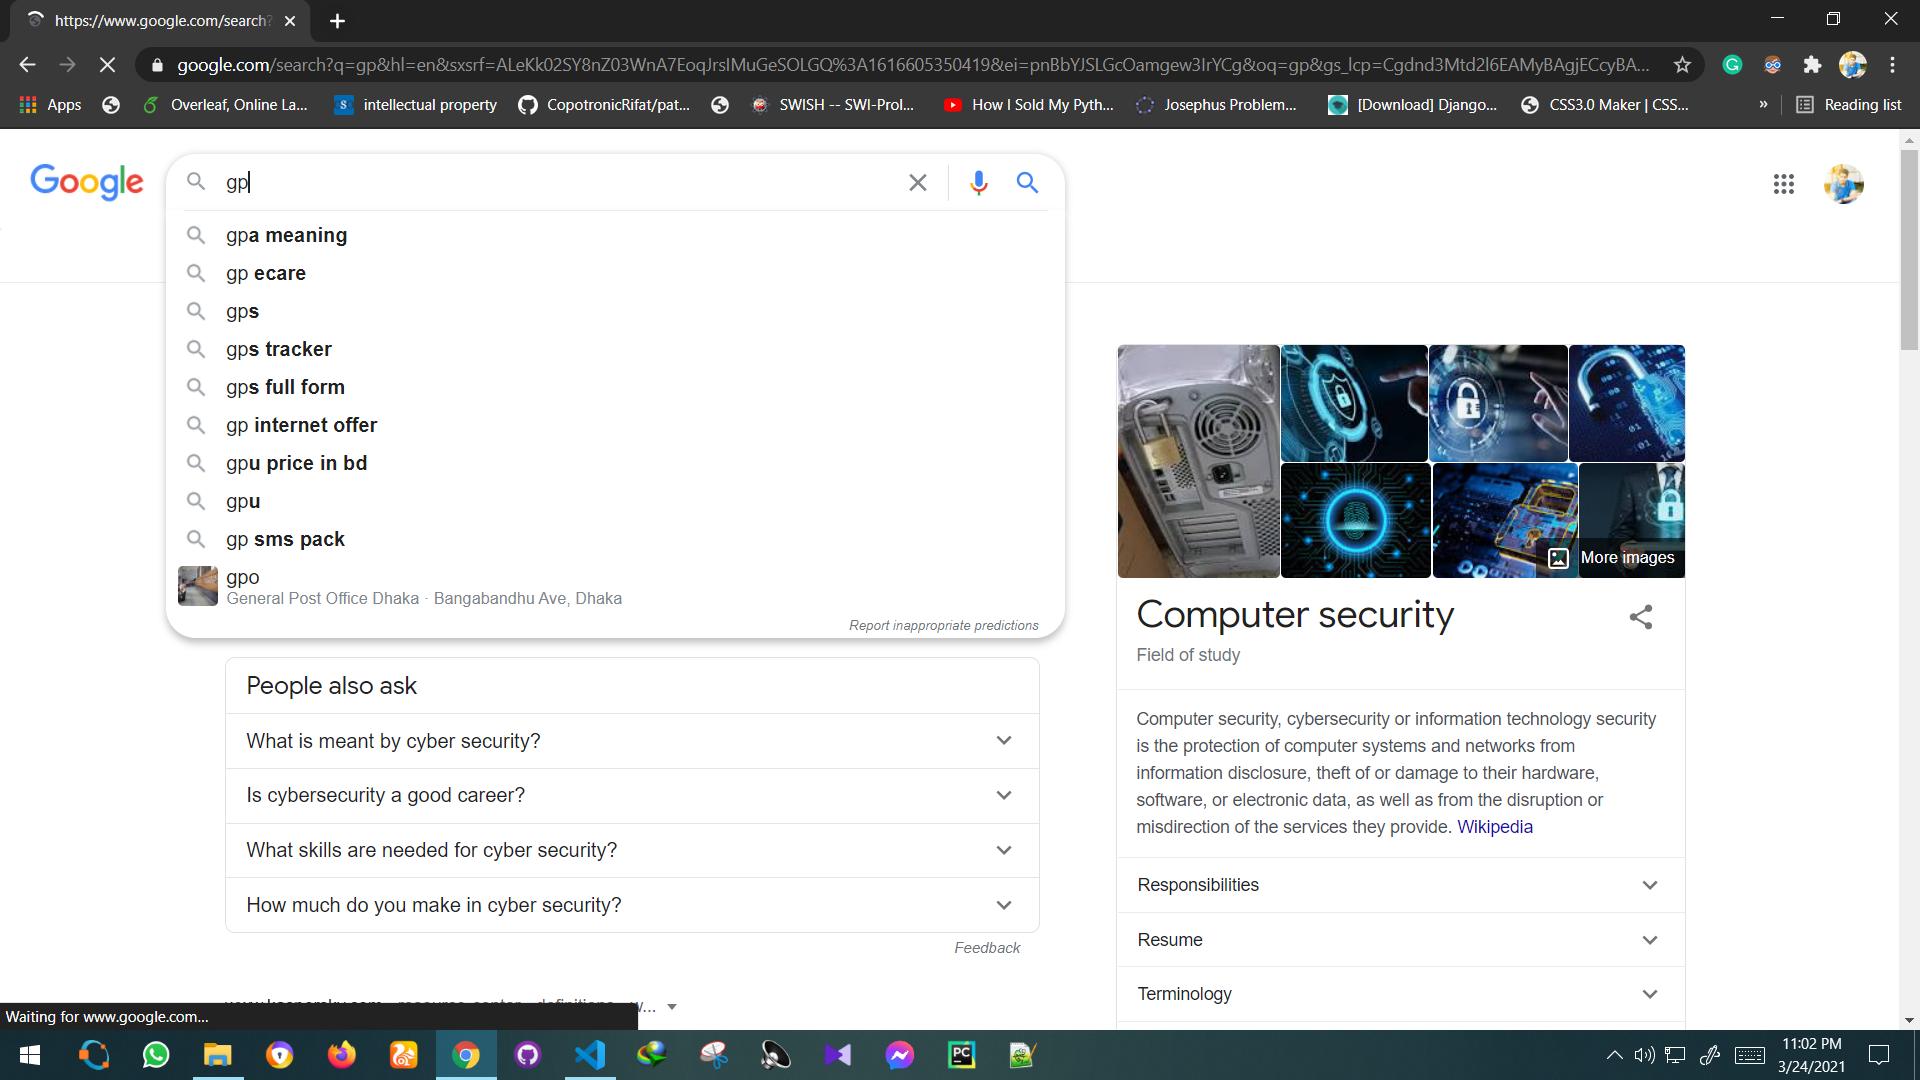 https://www.google.com/search?
google.com/search?q=gp&hl=en&sxsrf=ALeKk02SY8nZ03WnA7EoqJrsIMuGeSOLGQ%3A1616605350419&ei=pnBbYJSLGcOamgew3IrYCg&oq=gp&gs_lcp=Cgdnd3Mtd2l6EAMyBAgjECcyBA...
Apps
Overleaf, Online La...
intellectual property
CopotronicRifat/pat...
SWISH -- SWI-Prol...
How I Sold My Pyth...
Josephus Problem...
[Download] Django...
CSS3.0 Maker | CSS...
»
Reading list
Google
gp
gpa meaning
gp ecare
gps
gps tracker
gps full form
gp internet offer
gpu price in bd
gpu
gp sms pack
gpo
General Post Office Dhaka · Bangabandhu Ave, Dhaka
Report inappropriate predictions
People also ask
What is meant by cyber security?
Is cybersecurity a good career?
What skills are needed for cyber security?
How much do you make in cyber security?
Feedback
More images
Computer security
Field of study
Computer security, cybersecurity or information technology security
is the protection of computer systems and networks from
information disclosure, theft of or damage to their hardware,
software, or electronic data, as well as from the disruption or
misdirection of the services they provide. Wikipedia
Responsibilities
Resume
Terminology
Waiting for www.google.com...
11:02 PM
3/24/2021